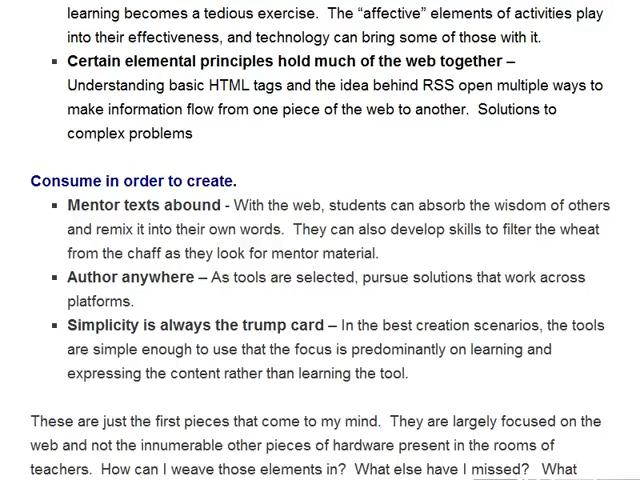 learning becomes a tedious exercise.  The “affective” elements of activities play
into their effectiveness, and technology can bring some of those with it.
▪ Certain elemental principles hold much of the web together –
Understanding basic HTML tags and the idea behind RSS open multiple ways to
make information flow from one piece of the web to another.  Solutions to
complex problems
Consume in order to create.
▪ Mentor texts abound - With the web, students can absorb the wisdom of others
and remix it into their own words.  They can also develop skills to filter the wheat
from the chaff as they look for mentor material.
▪ Author anywhere – As tools are selected, pursue solutions that work across
platforms.
▪ Simplicity is always the trump card – In the best creation scenarios, the tools
are simple enough to use that the focus is predominantly on learning and
expressing the content rather than learning the tool.
These are just the first pieces that come to my mind.  They are largely focused on the
web and not the innumerable other pieces of hardware present in the rooms of
teachers.  How can I weave those elements in?  What else have I missed?  What